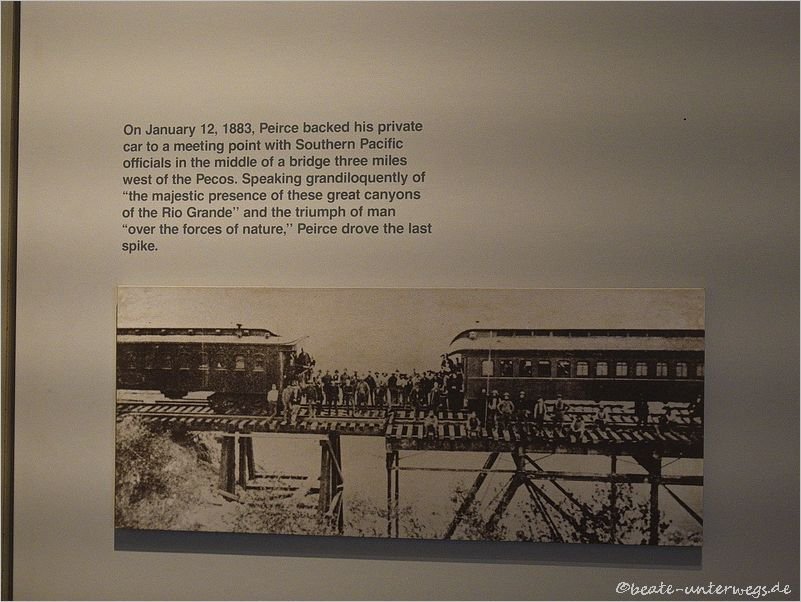 On January 12, 1883, Peirce backed his private
car to a meeting point with Southern Pacific
officials in the middle of a bridge three miles
west of the Pecos. Speaking grandiloquently of
“the majestic presence of these great canyons
of the Rio Grande” and the triumph of man
“over the forces of nature,” Peirce drove the last
spike.
©beate-unterwegs.de